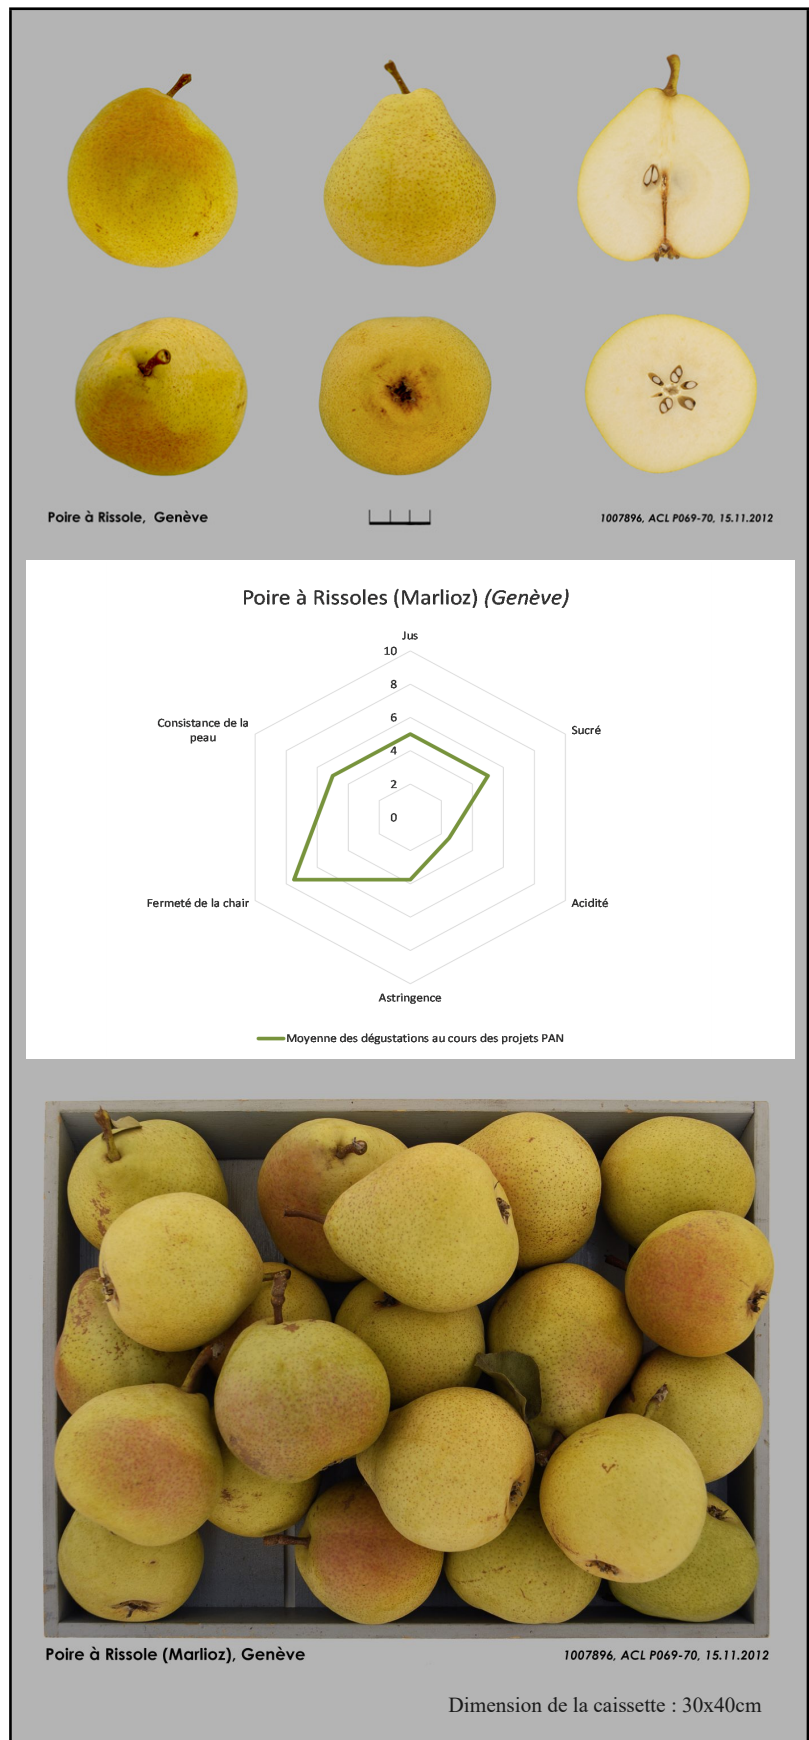 Poire à Rissole, Genève
1007896, ACL P069-70, 15.11.2012
Poire à Rissoles (Marlioz) (Genève)
Jus
10
8
6
4
2
0
Sucré
Acidité
Astringence
Fermeté de la chair
Consistance de la
peau
Moyenne des dégustations au cours des projets PAN
Poire à Rissole (Marlioz), Genève
1007896, ACL P069-70, 15.11.2012
Dimension de la caissette : 30x40cm